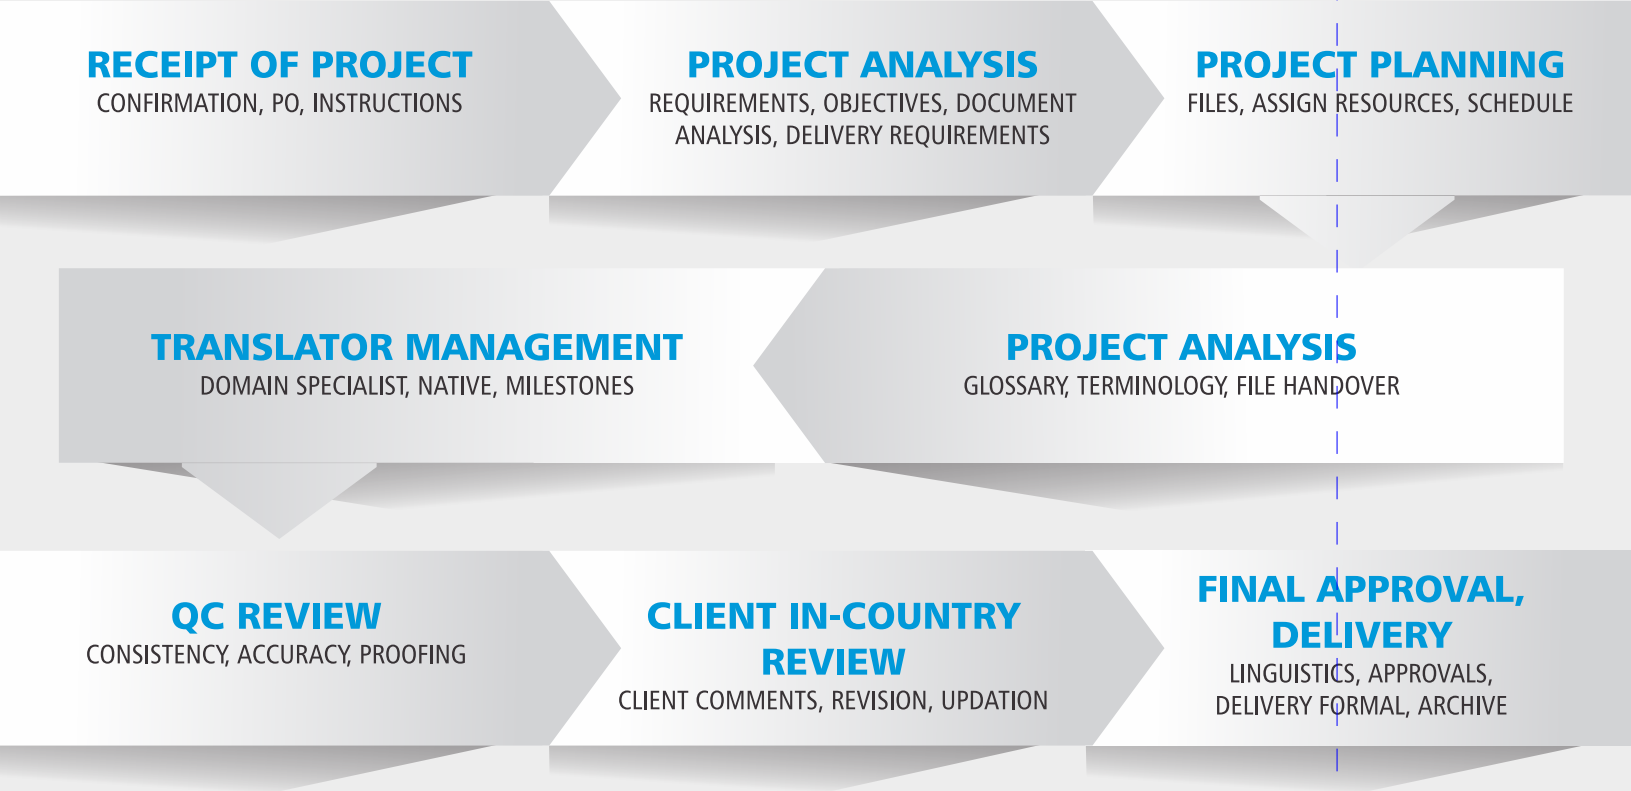 RECEIPT OF PROJECT
CONFIRMATION, PO, INSTRUCTIONS
PROJECT ANALYSIS
REQUIREMENTS, OBJECTIVES, DOCUMENT
ANALYSIS, DELIVERY REQUIREMENTS
PROJECT PLANNING
FILES, ASSIGN RESOURCES, SCHEDULE
PROJECT ANALYSIS
GLOSSARY, TERMINOLOGY, FILE HANDOVER
TRANSLATOR MANAGEMENT
DOMAIN SPECIALIST, NATIVE, MILESTONES
QC REVIEW
CONSISTENCY, ACCURACY, PROOFING
CLIENT IN-COUNTRY
REVIEW
CLIENT COMMENTS, REVISION, UPDATION
FINAL APPROVAL,
DELIVERY
LINGUISTICS, APPROVALS,
DELIVERY FORMAL, ARCHIVE